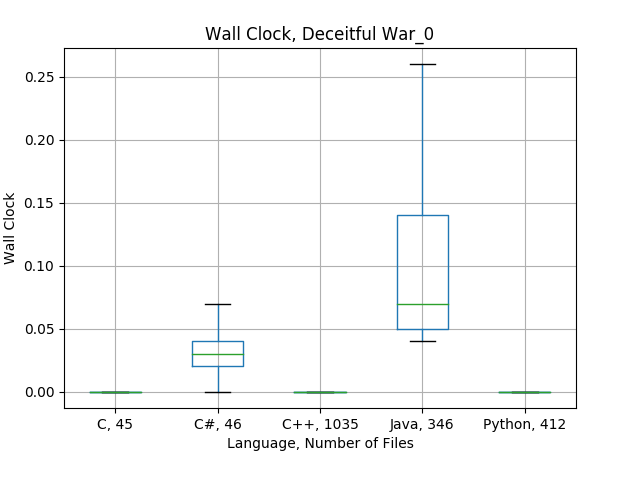 Wall Clock, Deceitful War_0
0.25
0.20
0.15
0.10
0.05
0.00
Wall Clock
C, 45
C#, 46
C++, 1035
Java, 346
Python, 412
Language, Number of Files